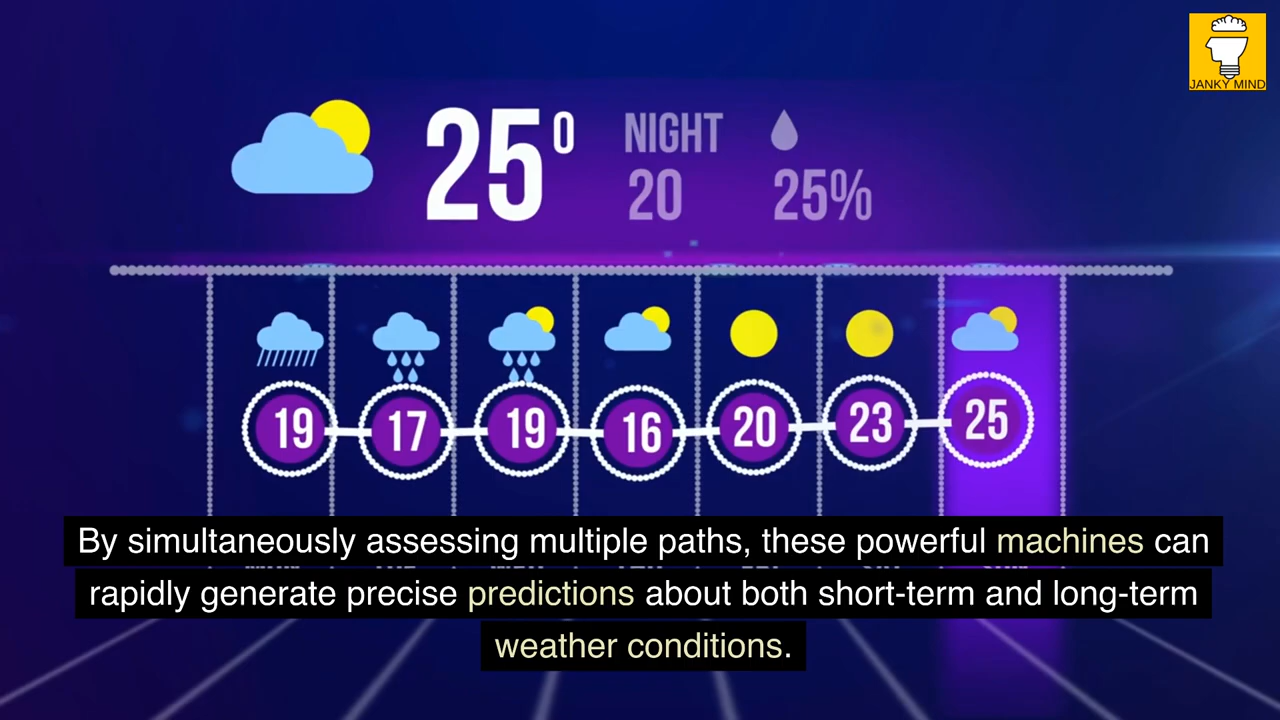 JANKY MIND
25°
NIGHT
20
25%
19 17 19 16 20 23 25
By simultaneously assessing multiple paths, these powerful machines can
rapidly generate precise predictions about both short-term and long-term
weather conditions.